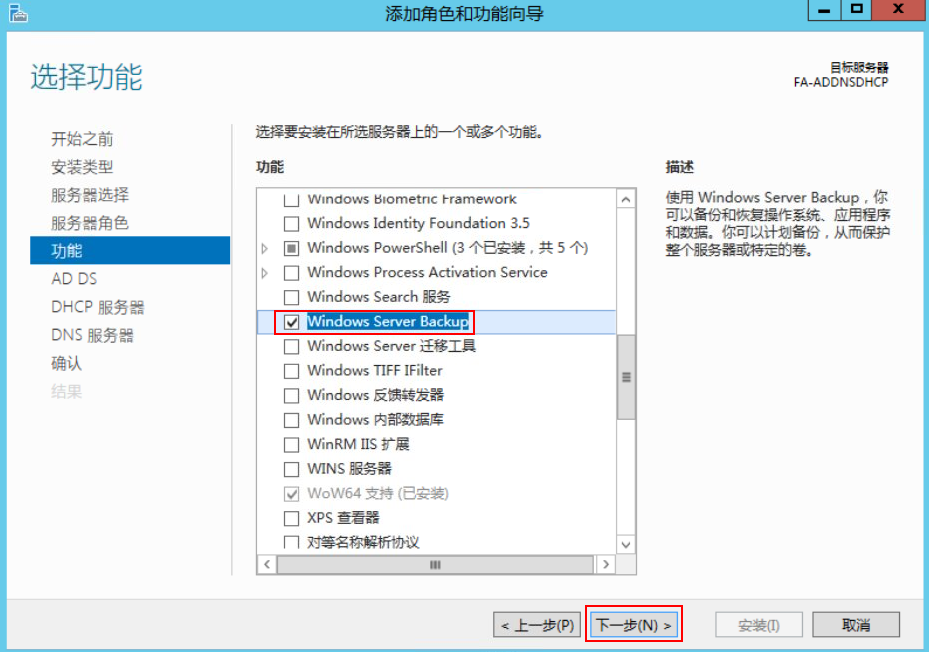 添加角色和功能向导
选择功能
目标服务器
FA-ADDNSDHCP
开始之前
安装类型
服务器选择
服务器角色
功能
AD DS
DHCP 服务器
DNS 服务器
确认
结果
选择要安装在所选服务器上的一个或多个功能。
功能
Windows Biometric Framework
Windows Identity Foundation 3.5
Windows PowerShell (3 个已安装，共 5 个)
Windows Process Activation Service
Windows Search 服务
Windows Server Backup
Windows Server 迁移工具
Windows TIFF IFilter
Windows 反馈转发器
Windows 内部数据库
WinRM IIS 扩展
WINS 服务器
WoW64 支持 (已安装)
XPS 查看器
对等名称解析协议
描述
使用 Windows Server Backup，你
可以备份和恢复操作系统、应用程序
和数据。你可以计划备份，从而保护
整个服务器或特定的卷。
< 上一步(P)
下一步(N) >
安装(I)
取消